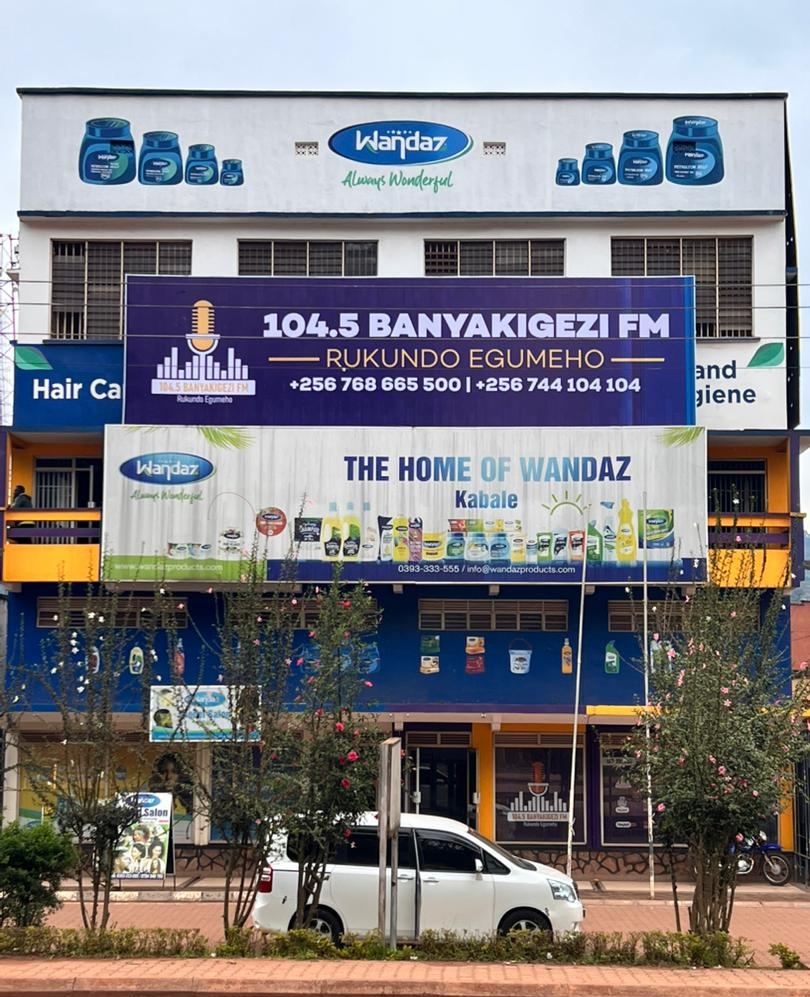 Wandaz
Always Wonderful
104.5 BANYAKIGEZI FM
RUKUNDO EGUMEHO
+256 768 665 500 | +256 744 104 104
104.5 BANYAKIGEZI FM
Rukundo Egumeho
Hair Ca
and
giene
Wandaz
Always Wonderful
THE HOME OF WANDAZ
Kabale
www.wandazproducts.com
0393-333-555 / info@wandazproducts.com
Salon
Salon
104.5 BANYAKIGEZI FM
Rukundo Egumeho